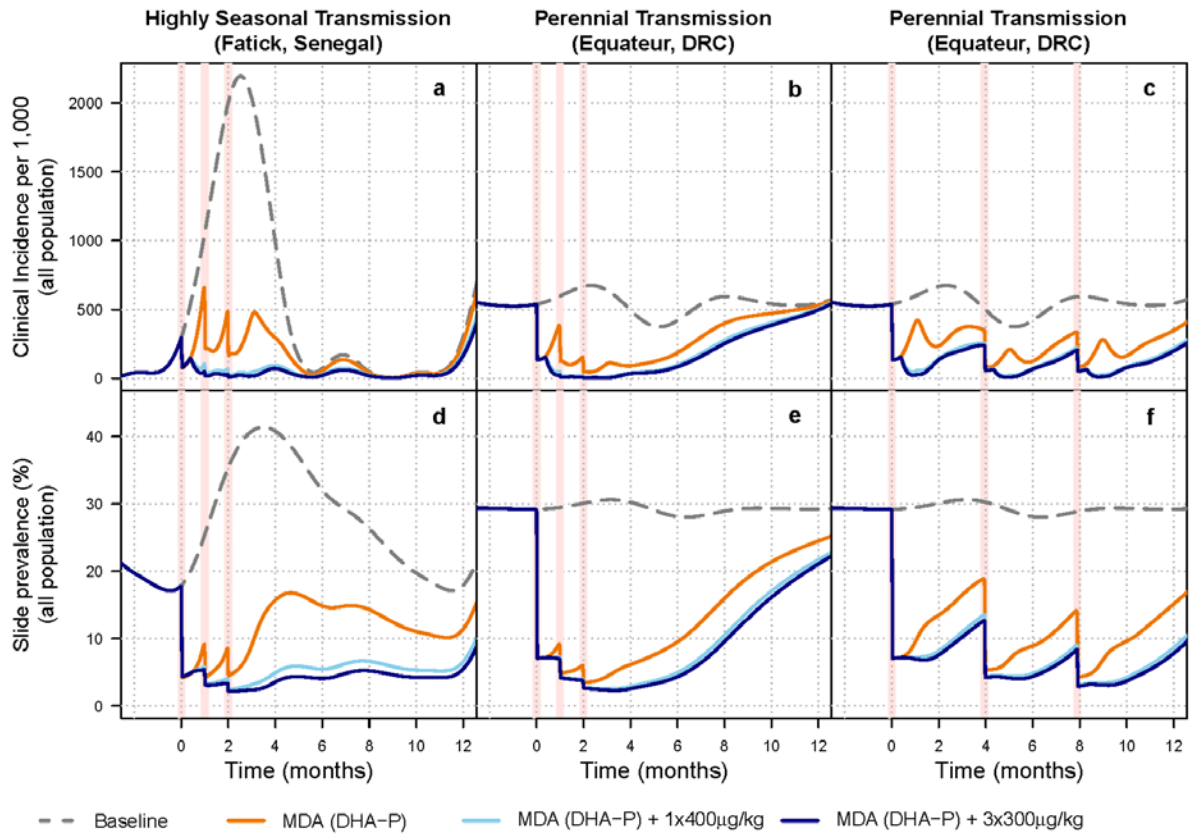 Highly Seasonal Transmission
(Fatick, Senegal)
Perennial Transmission
(Equateur, DRC)
Perennial Transmission
(Equateur, DRC)
Clinical Incidence per 1,000
(all population)
2000
1500
1000
500
0
a
b
c
Slide prevalence (%)
(all population)
40
30
20
10
0
d
e
f
0 2 4 6 8 10 12
0 2 4 6 8 10 12
0 2 4 6 8 10 12
Time (months)
Time (months)
Time (months)
Baseline
MDA (DHA−P)
MDA (DHA−P) + 1x400μg/kg
MDA (DHA−P) + 3x300μg/kg